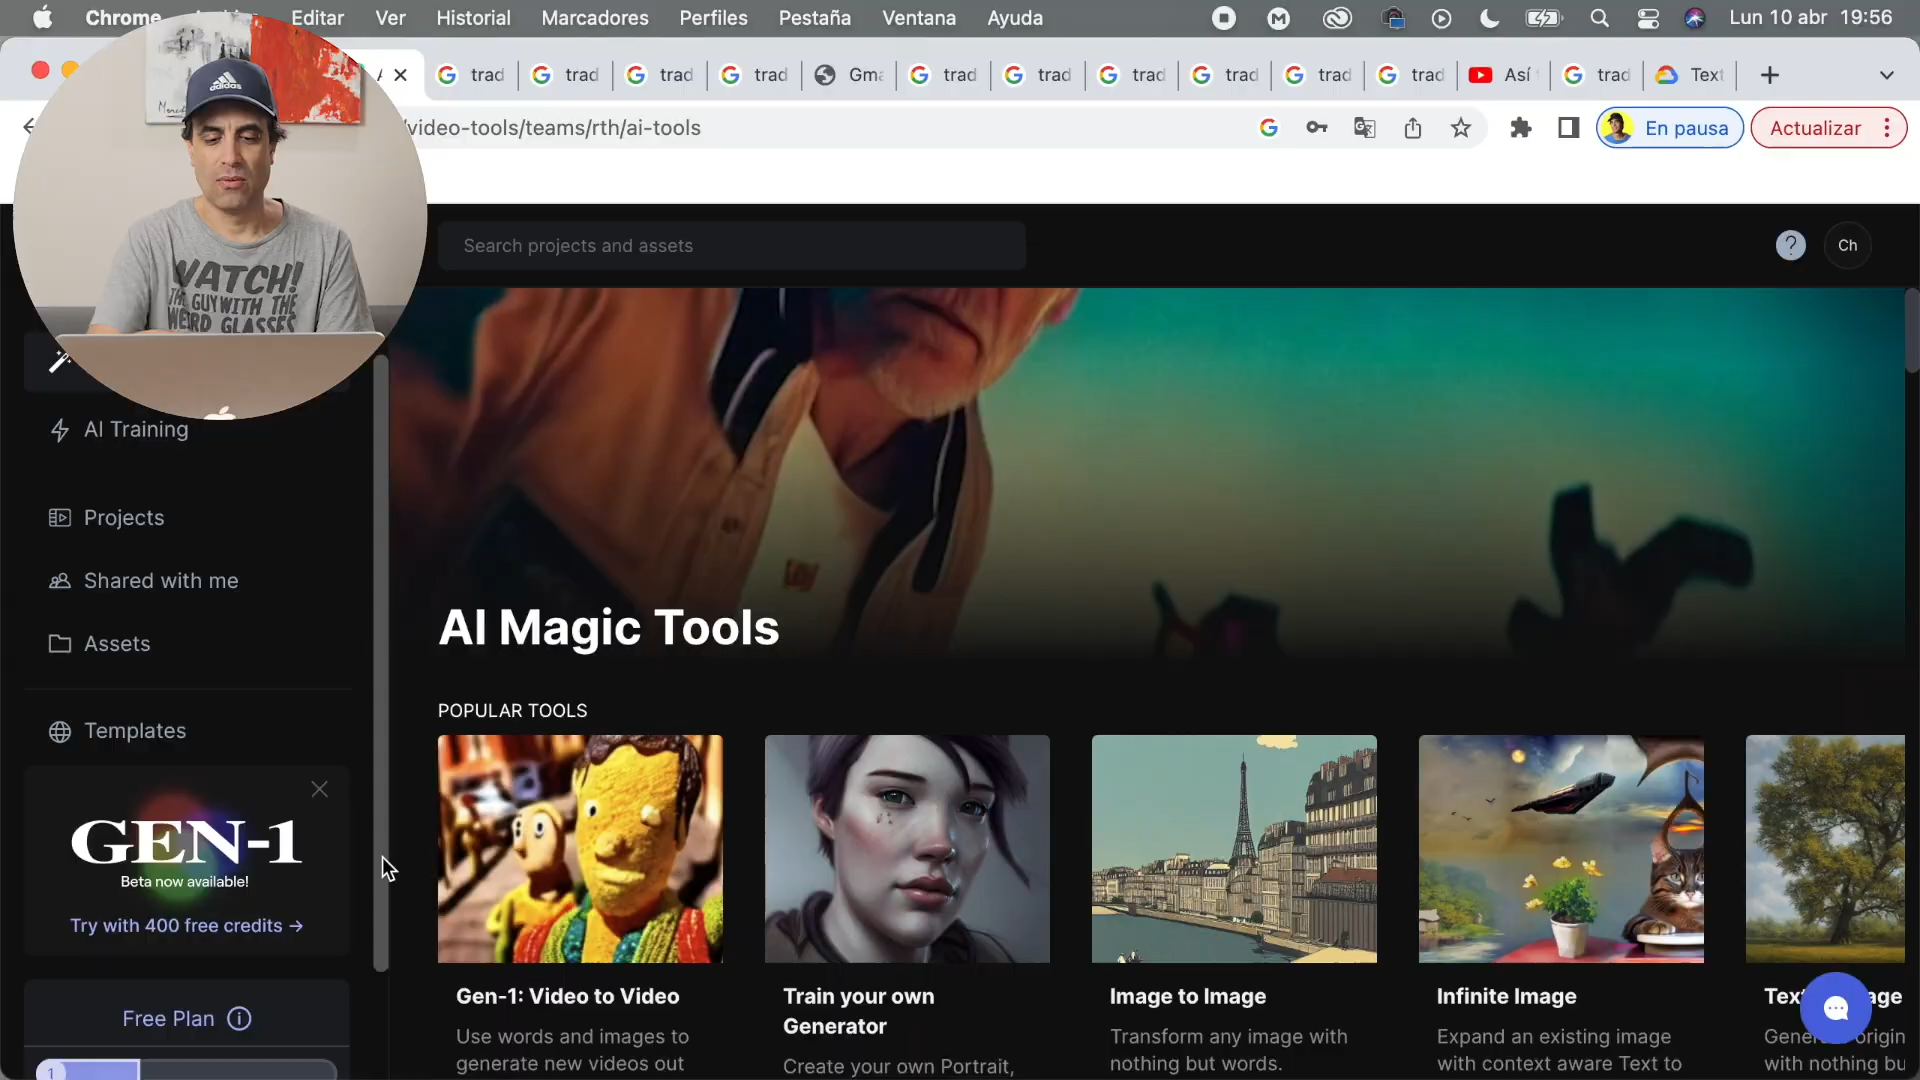 Chrome
Editar
Ver
Historial
Marcadores
Perfiles
Pestaña
Ventana
Ayuda
Lun 10 abr 19:56
trad
trad
trad
trad
Gma
trad
trad
trad
trad
trad
trad
Así
trad
Text
/video-tools/teams/rth/ai-tools
En pausa
Actualizar
adidas
WATCH!
THE GUY WITH THE
WEIRD GLASSES
Search projects and assets
?
Ch
AI Training
Projects
Shared with me
Assets
Templates
GEN-1
Beta now available!
Try with 400 free credits →
Free Plan
1
AI Magic Tools
POPULAR TOOLS
Gen-1: Video to Video
Use words and images to
generate new videos out
Train your own
Generator
Create your own Portrait,
Image to Image
Transform any image with
nothing but words.
Infinite Image
Expand an existing image
with context aware Text to
with nothing bu